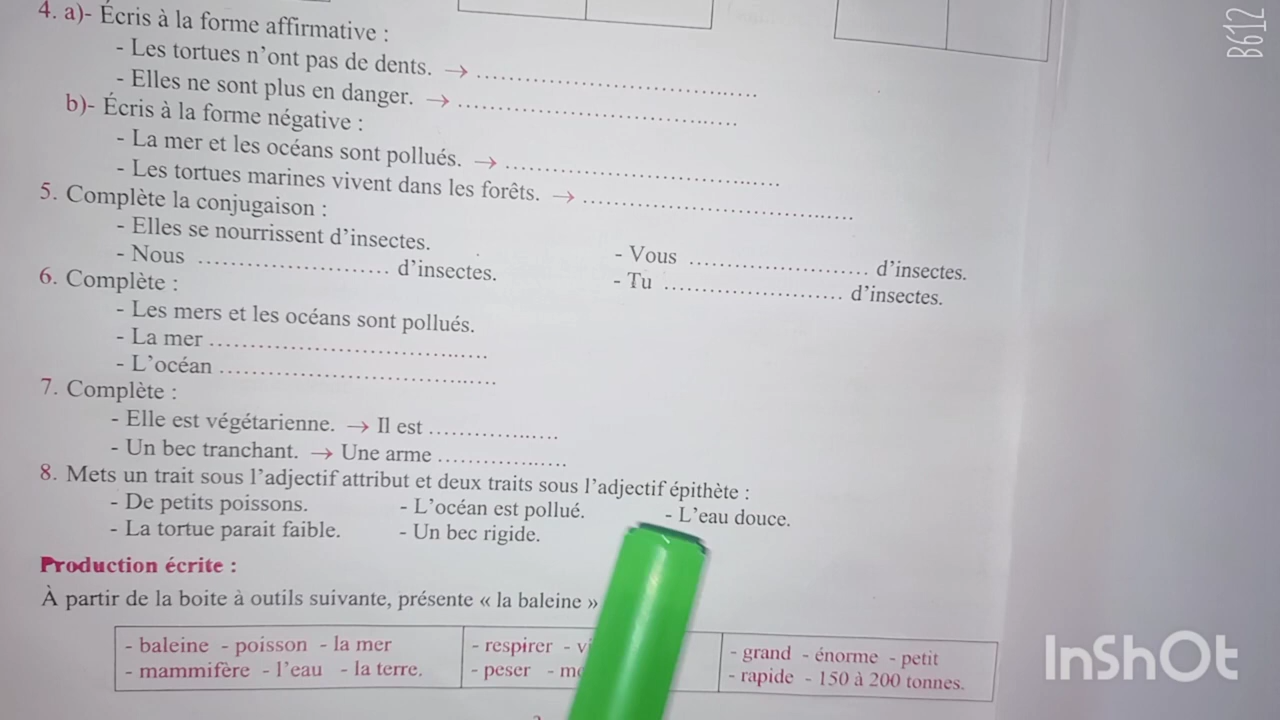 4. a)- Écris à la forme affirmative :
- Les tortues n'ont pas de dents. → ...............................
- Elles ne sont plus en danger. → ...............................
b)- Écris à la forme négative :
- La mer et les océans sont pollués. → ...............................
- Les tortues marines vivent dans les forêts. → ...............................
5. Complète la conjugaison :
- Elles se nourrissent d'insectes.
- Vous ........................ d'insectes.
- Nous ........................ d'insectes.
- Tu ........................ d'insectes.
6. Complète :
- Les mers et les océans sont pollués.
- La mer ...............................
- L'océan ...............................
7. Complète :
- Elle est végétarienne. → Il est ................
- Un bec tranchant. → Une arme ................
8. Mets un trait sous l'adjectif attribut et deux traits sous l'adjectif épithète :
- De petits poissons. - L'océan est pollué. - L'eau douce.
- La tortue parait faible. - Un bec rigide.
Production écrite :
À partir de la boite à outils suivante, présente « la baleine »
- baleine - poisson - la mer
- mammifère - l'eau - la terre.
- respirer
- peser
- grand - énorme - petit
- rapide - 150 à 200 tonnes.
B612
InShOt